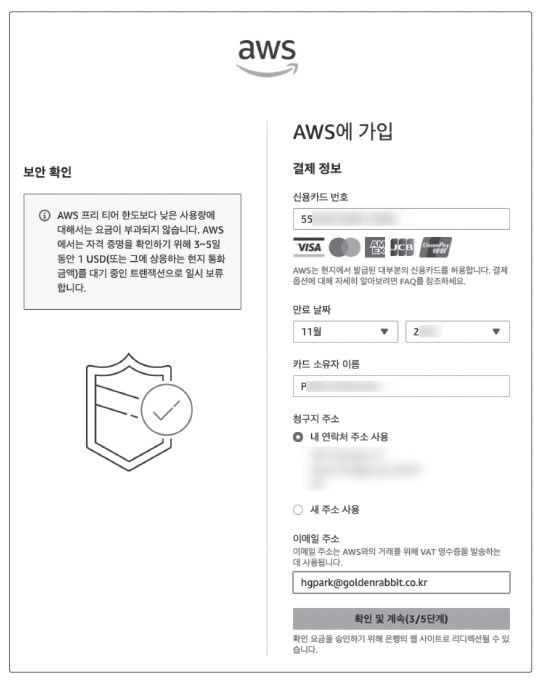 aws
보안 확인
AWS 프리 티어 한도보다 낮은 사용량에
대해서는 요금이 부과되지 않습니다. AWS
에서는 자격 증명을 확인하기 위해 3~5일
동안 1 USD(또는 그에 상응하는 현지 통화
금액)를 대기 중인 트랜잭션으로 일시 보류
합니다.
AWS에 가입
결제 정보
신용카드 번호
55
VISA AMEX JCB UnionPay
AWS는 현지에서 발급된 대부분의 신용카드를 허용합니다. 결제
옵션에 대해 자세히 알아보려면 FAQ를 참조하세요.
만료 날짜
11월 2
카드 소유자 이름
P
청구지 주소
내 연락처 주소 사용
새 주소 사용
이메일 주소
이메일 주소는 AWS와의 거래를 위해 VAT 영수증을 발송하는
데 사용됩니다.
hgpark@goldenrabbit.co.kr
확인 및 계속(3/5단계)
확인 요금을 승인하기 위해 은행의 웹 사이트로 리디렉션될 수 있
습니다.